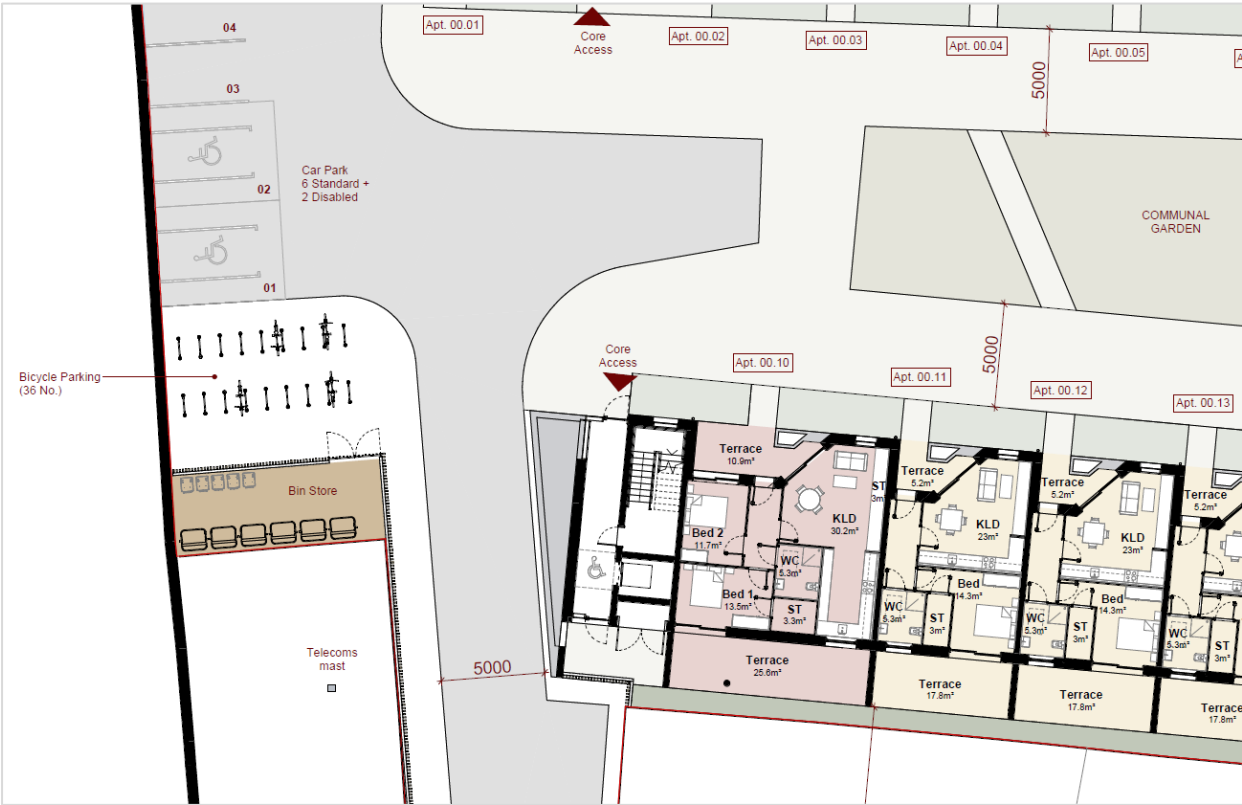 04
Apt. 00.01
Core
Access
Apt. 00.02
Apt. 00.03
Apt. 00.04
Apt. 00.05
5000
03
Car Park
6 Standard +
2 Disabled
02
COMMUNAL
GARDEN
01
5000
Core
Access
Apt. 00.10
Apt. 00.11
Apt. 00.12
Apt. 00.13
Bicycle Parking
(36 No.)
Bin Store
Terrace
10.9m²
ST
3m²
KLD
30.2m²
Bed 2
11.7m²
WC
5.3m²
Bed 1
13.5m²
ST
3.3m²
Terrace
25.6m²
Terrace
5.2m²
KLD
23m²
Bed
14.3m²
WC
5.3m²
ST
3m²
Terrace
17.8m²
Terrace
5.2m²
KLD
23m²
Bed
14.3m²
WC
5.3m²
ST
3m²
Terrace
17.8m²
Terrace
5.2m²
WC
5.3m²
ST
3m²
Terrace
17.8m²
Telecoms
mast
5000